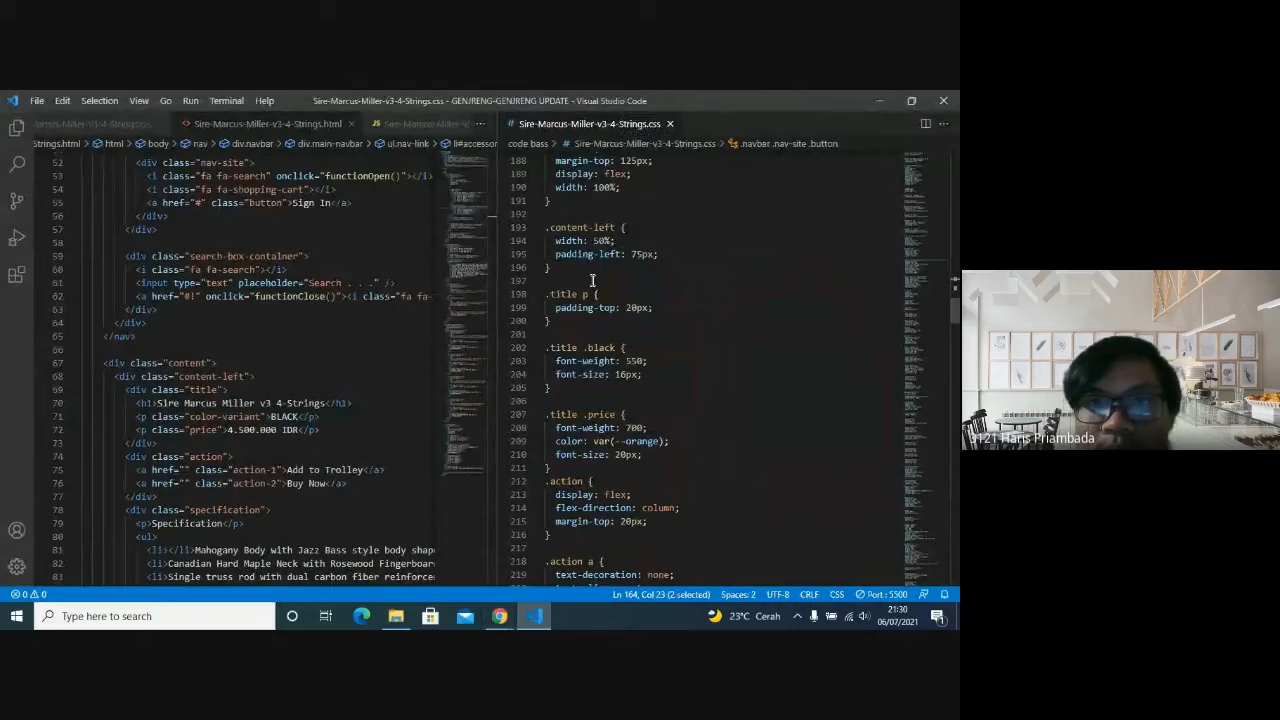 File Edit Selection View Go Run Terminal Help
Sire-Marcus-Miller-v3-4-Strings.css - GENJRENG-GENJRENG UPDATE - Visual Studio Code
Sire-Marcus-Miller-v3-4-Strings.html
Sire-Marcus-Miller-v3-4-Strings.css
Strings.html > html > body > nav > div.navbar > div.main-navbar > ul.nav-link > li#accessor
52 <div class="nav-site">
53 <i class="fa fa-search" onclick="functionOpen()"></i>
54 <i class="fa fa-shopping-cart"></i>
55 <a href="#" class="button">Sign In</a>
56 </div>
57 </div>
58
59 <div class="search-box-container">
60 <i class="fa fa-search"></i>
61 <input type="text" placeholder="Search . . ." />
62 <a href="#!" onclick="functionClose()"><i class="fa fa-
63 </div>
64 </div>
65 </nav>
66
67 <div class="content">
68 <div class="content-left">
69 <div class="title">
70 <h1>Sire Marcus Miller v3 4-Strings</h1>
71 <p class="color-variant">BLACK</p>
72 <p class="price">4.500.000 IDR</p>
73 </div>
74 <div class="action">
75 <a href="" class="action-1">Add to Trolley</a>
76 <a href="" class="action-2">Buy Now</a>
77 </div>
78 <div class="specification">
79 <p>Specification</p>
80 <ul>
81 <li></li>Mahogany Body with Jazz Bass style body shap
82 <li>Canadian Hard Maple Neck with Rosewood Fingerboar
83 <li>Single truss rod with dual carbon fiber reinforce
code bass > # Sire-Marcus-Miller-v3-4-Strings.css > .navbar .nav-site .button
188 margin-top: 125px;
189 display: flex;
190 width: 100%;
191 }
192
193 .content-left {
194 width: 50%;
195 padding-left: 75px;
196 }
197
198 .title p {
199 padding-top: 20px;
200 }
201
202 .title .black {
203 font-weight: 550;
204 font-size: 16px;
205 }
206
207 .title .price {
208 font-weight: 700;
209 color: var(--orange);
210 font-size: 20px;
211 }
212 .action {
213 display: flex;
214 flex-direction: column;
215 margin-top: 20px;
216 }
217
218 .action a {
219 text-decoration: none;
0 0
Ln 164, Col 23 (2 selected) Spaces: 2 UTF-8 CRLF CSS Port : 5500
Type here to search
23°C Cerah
21:30
06/07/2021
3121 Haris Priambada